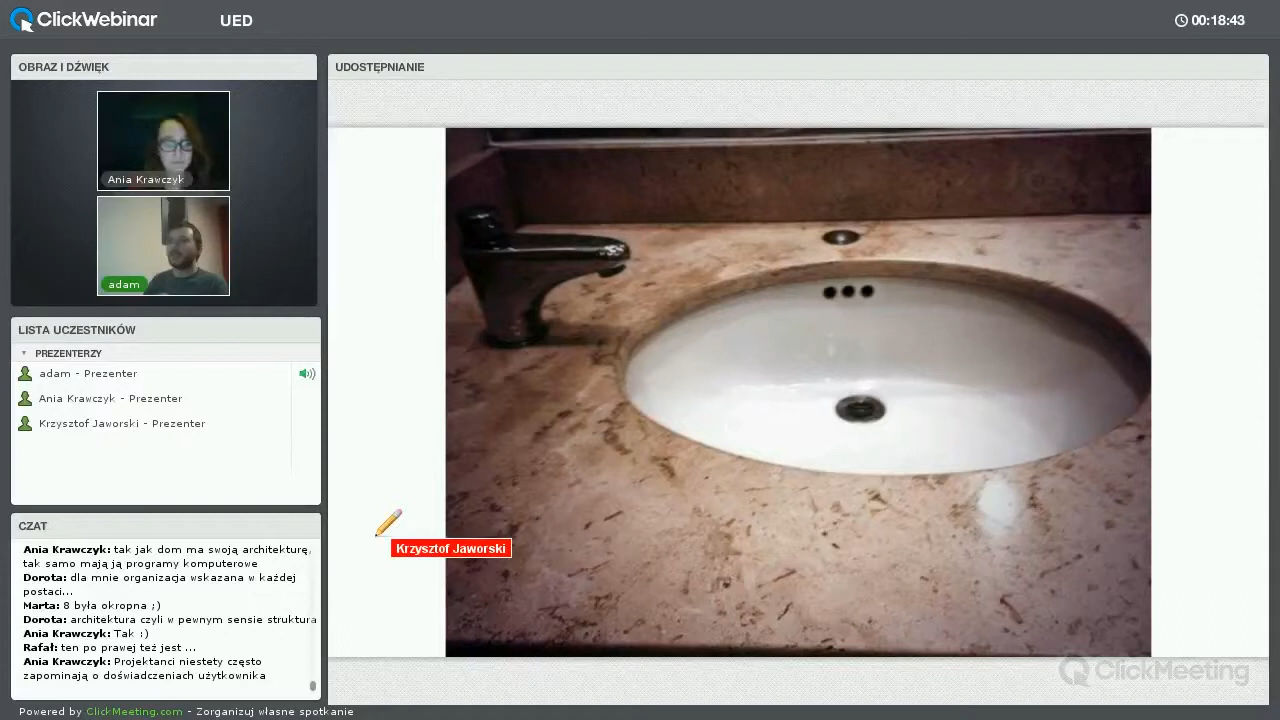 ClickWebinar
UED
00:18:43
OBRAZ I DŹWIĘK
Ania Krawczyk
adam
LISTA UCZESTNIKÓW
PREZENTERZY
adam - Prezenter
Ania Krawczyk - Prezenter
Krzysztof Jaworski - Prezenter
CZAT
Ania Krawczyk: tak jak dom ma swoją architekturę,
tak samo mają ją programy komputerowe
Dorota: dla mnie organizacja wskazana w każdej
postaci...
Marta: 8 była okropna ;)
Dorota: architektura czyli w pewnym sensie struktura
Ania Krawczyk: Tak :)
Rafał: ten po prawej też jest ...
Ania Krawczyk: Projektanci niestety często
zapominają o doświadczeniach użytkownika
UDOSTĘPNIANIE
Krzysztof Jaworski
ClickMeeting
Powered by ClickMeeting.com - Zorganizuj własne spotkanie